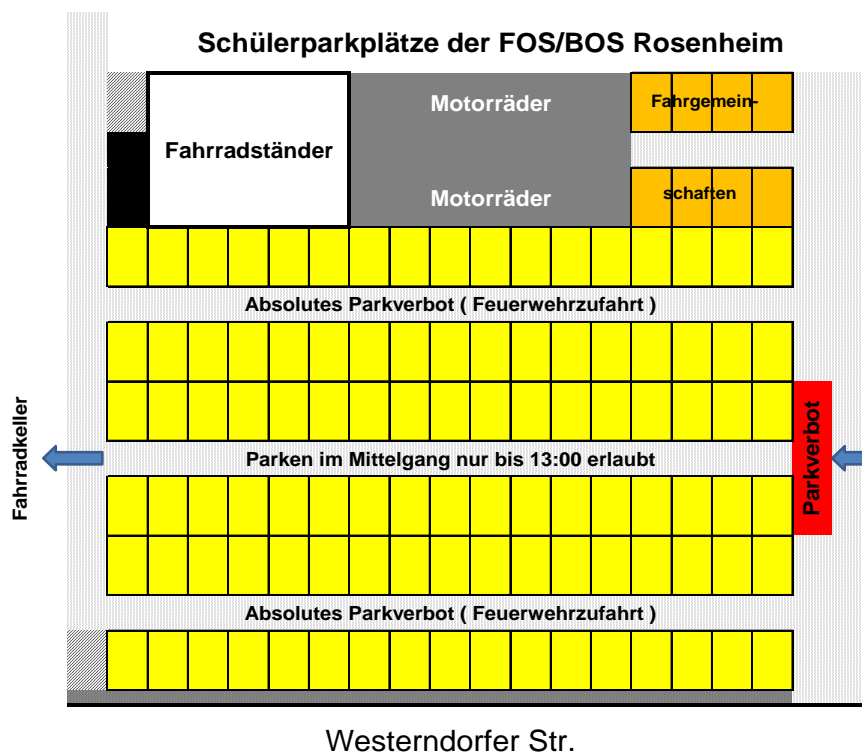 Schülerparkplätze der FOS/BOS Rosenheim
Motorräder
Fahrgemein-
Fahrradständer
Motorräder
schaften
Absolutes Parkverbot ( Feuerwehrzufahrt )
Fahrradkeller
Parken im Mittelgang nur bis 13:00 erlaubt
Parkverbot
Absolutes Parkverbot ( Feuerwehrzufahrt )
Westerndorfer Str.